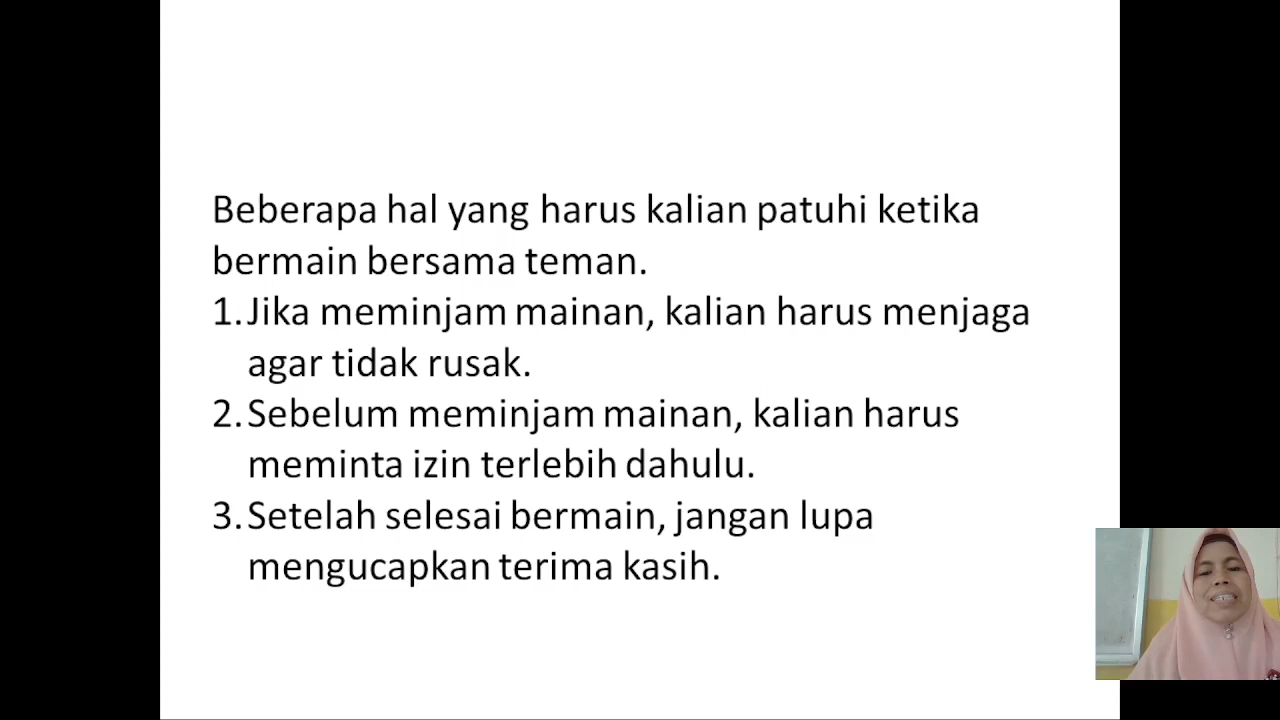 Beberapa hal yang harus kalian patuhi ketika
bermain bersama teman.
1. Jika meminjam mainan, kalian harus menjaga
agar tidak rusak.
2. Sebelum meminjam mainan, kalian harus
meminta izin terlebih dahulu.
3. Setelah selesai bermain, jangan lupa
mengucapkan terima kasih.